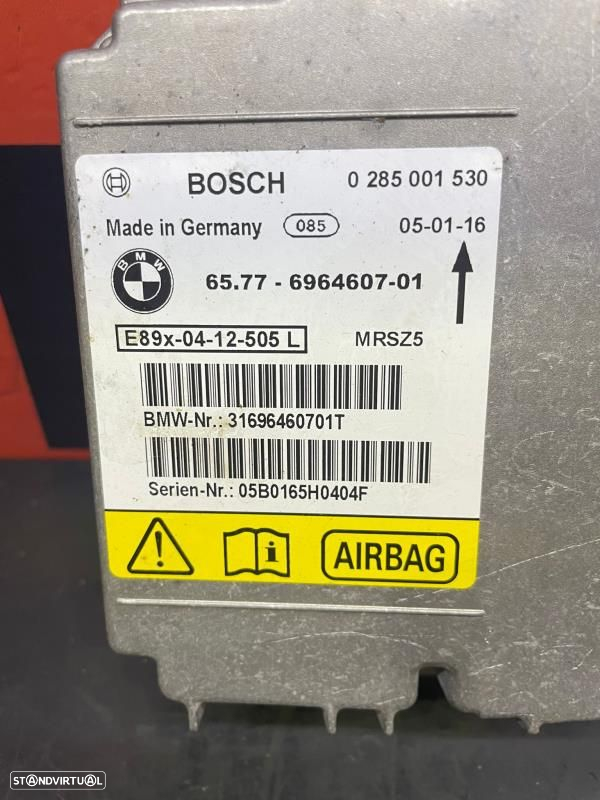 BOSCH 0 285 001 530
Made in Germany 085 05-01-16
BMW
65.77 - 6964607-01
E89x-04-12-505 L MRSZ5
BMW-Nr.: 31696460701T
Serien-Nr.: 05B0165H0404F
AIRBAG
STANDVIRTUAL